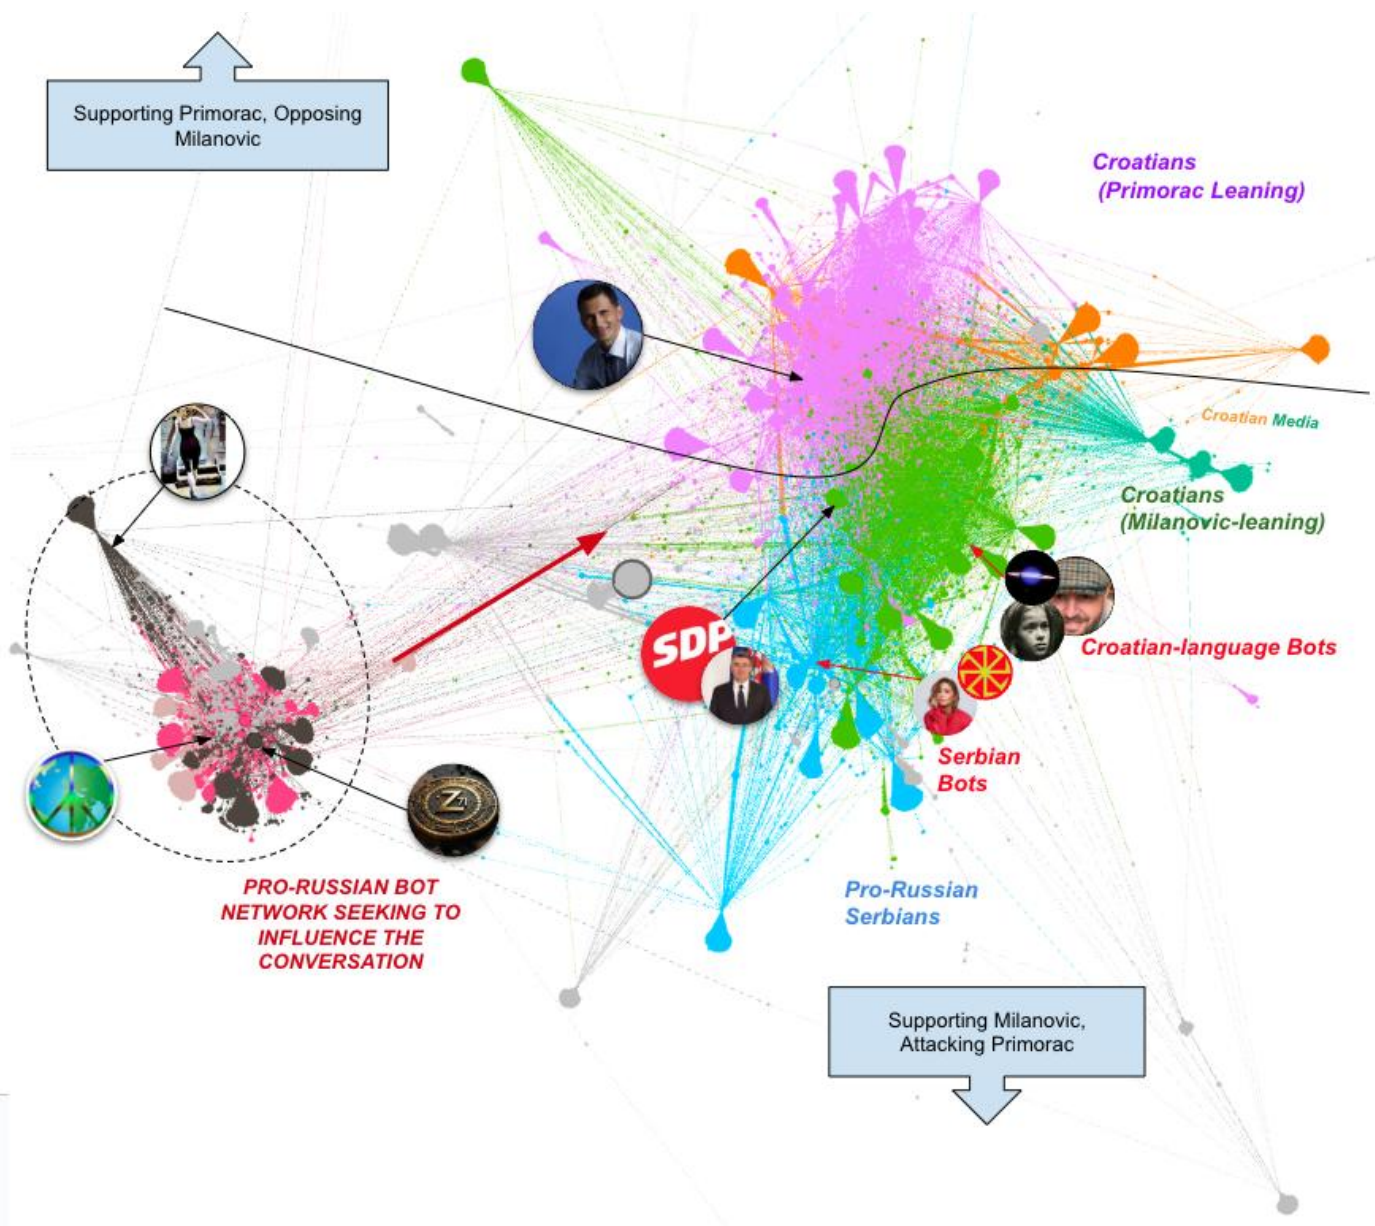 Supporting Primorac, Opposing
Milanovic
Croatians
(Primorac Leaning)
Croatian Media
Croatians
(Milanovic-leaning)
SDP
Croatian-language Bots
Serbian
Bots
Z
PRO-RUSSIAN BOT
NETWORK SEEKING TO
INFLUENCE THE
CONVERSATION
Pro-Russian
Serbians
Supporting Milanovic,
Attacking Primorac